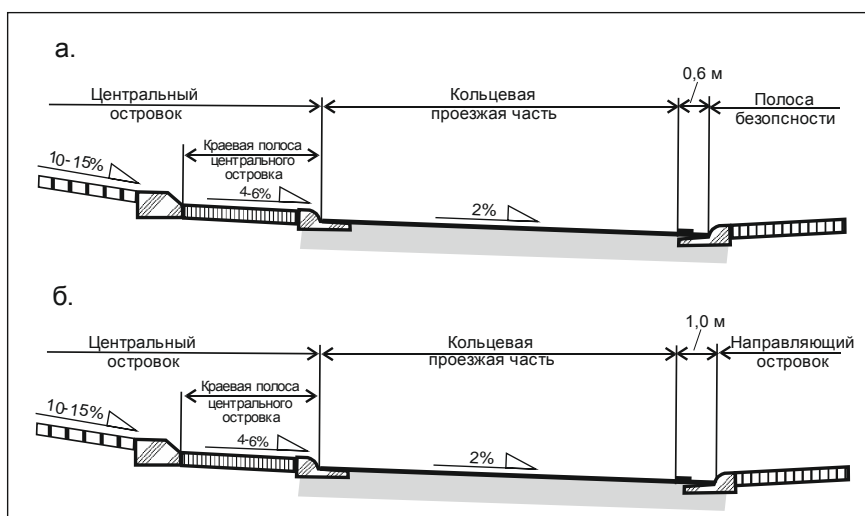 а.
0,6 м
Центральный
островок
Кольцевая
проезжая часть
Полоса
безопсности
Краевая полоса
центрального
островка
10-15%
4-6%
2%
б.
1,0 м
Центральный
островок
Кольцевая
проезжая часть
Направляющий
островок
Краевая полоса
центрального
островка
10-15%
4-6%
2%